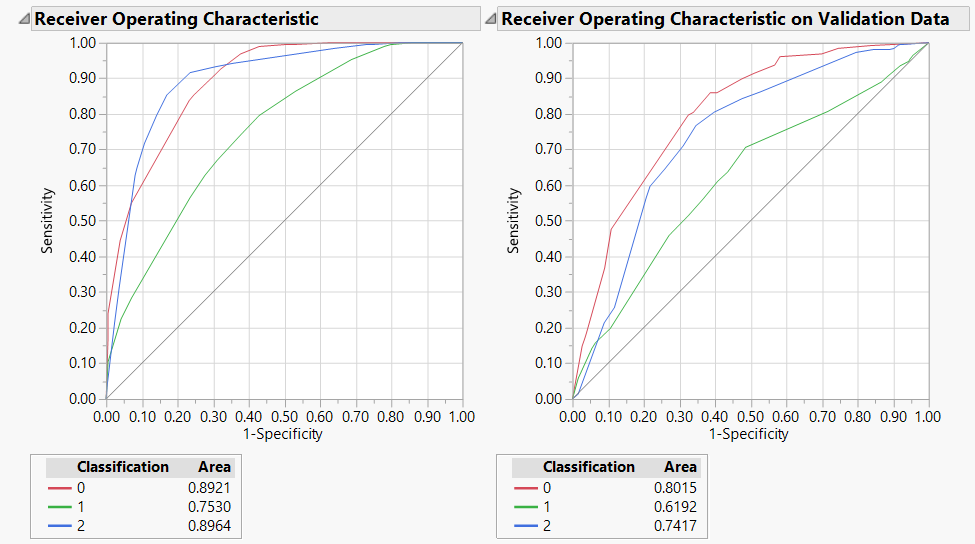 Receiver Operating Characteristic
1.00
0.90
0.80
0.70
0.60
0.50
0.40
0.30
0.20
0.10
0.00
Sensitivity
0.00 0.10 0.20 0.30 0.40 0.50 0.60 0.70 0.80 0.90 1.00
1-Specificity
Classification Area
0 0.8921
1 0.7530
2 0.8964
Receiver Operating Characteristic on Validation Data
1.00
0.90
0.80
0.70
0.60
0.50
0.40
0.30
0.20
0.10
0.00
Sensitivity
0.00 0.10 0.20 0.30 0.40 0.50 0.60 0.70 0.80 0.90 1.00
1-Specificity
Classification Area
0 0.8015
1 0.6192
2 0.7417